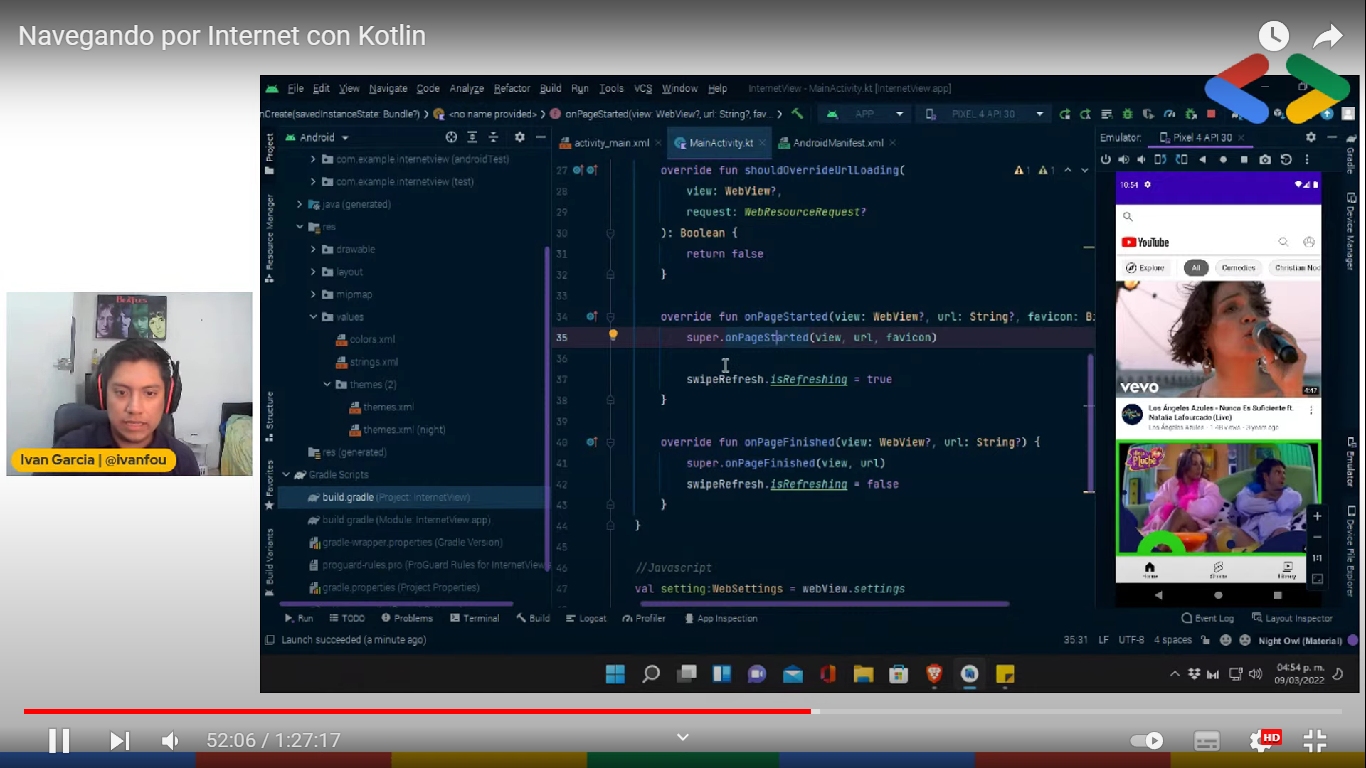 Navegando por Internet con Kotlin
File Edit View Navigate Code Analyze Refactor Build Run Tools VCS Window Help InternetView - MainActivity.kt [InternetView.app]
nCreate(savedInstanceState: Bundle?) <no name provided> onPageStarted(view: WebView?, url: String?, fav... APP PIXEL 4 API 30
Android
activity_main.xml MainActivity.kt AndroidManifest.xml
Emulator: Pixel 4 API 30
Project
Resource Manager
Structure
Favorites
Build Variants
com.example.internetview (androidTest)
com.example.internetview (test)
java (generated)
res
drawable
layout
mipmap
values
colors.xml
strings.xml
themes (2)
themes.xml
themes.xml (night)
res (generated)
Gradle Scripts
build.gradle (Project: InternetView)
build.gradle (Module: InternetView.app)
gradle-wrapper.properties (Gradle Version)
proguard-rules.pro (ProGuard Rules for InternetView
gradle.properties (Project Properties)
27 override fun shouldOverrideUrlLoading(
28 view: WebView?,
29 request: WebResourceRequest?
30 ): Boolean {
31 return false
32 }
33
34 override fun onPageStarted(view: WebView?, url: String?, favicon: Bi
35 super.onPageStarted(view, url, favicon)
36
37 swipeRefresh.isRefreshing = true
38 }
39
40 override fun onPageFinished(view: WebView?, url: String?) {
41 super.onPageFinished(view, url)
42 swipeRefresh.isRefreshing = false
43 }
44 }
45
46 //Javascript
47 val setting:WebSettings = webView.settings
1 1
10:54
YouTube
Explore All Comedies Christian Nod
vevo
4:47
Los Ángeles Azules - Nunca Es Suficiente ft.
Natalia Lafourcade (Live)
Home Shorts Library
1:1
Gradle
Device Manager
Emulator
Device File Explorer
Ivan Garcia | @ivanfou
Run TODO Problems Terminal Build Logcat Profiler App Inspection Event Log Layout Inspector
Launch succeeded (a minute ago) 35:31 LF UTF-8 4 spaces Night Owl (Material)
04:54 p. m.
09/03/2022
52:06 / 1:27:17
HD